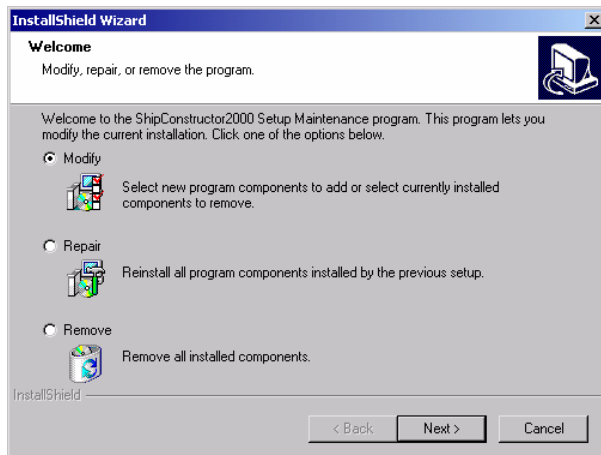 InstallShield Wizard
Welcome
Modify, repair, or remove the program.
Welcome to the ShipConstructor2000 Setup Maintenance program. This program lets you
modify the current installation. Click one of the options below.
Modify
Select new program components to add or select currently installed
components to remove.
Repair
Reinstall all program components installed by the previous setup.
Remove
Remove all installed components.
InstallShield
< Back Next > Cancel